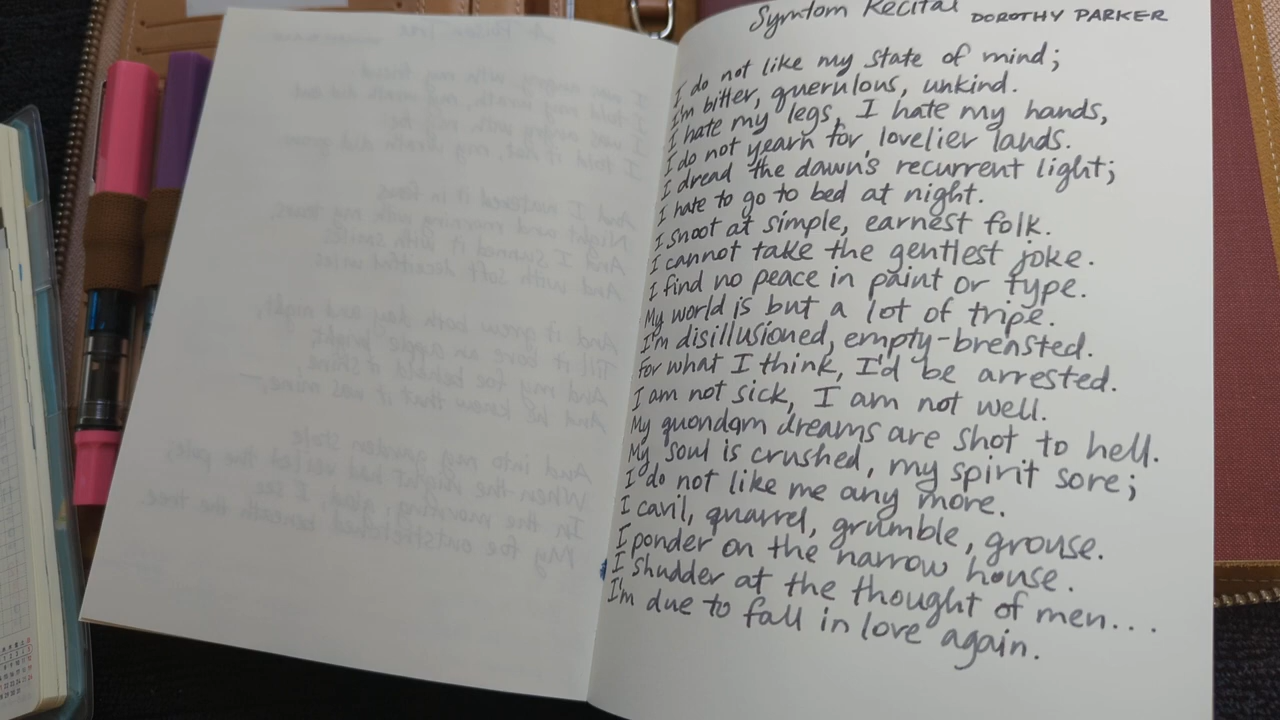 Symtom Recital DOROTHY PARKER
I do not like my state of mind;
I'm bitter, querulous, unkind.
I hate my legs, I hate my hands,
I do not yearn for lovelier lands.
I dread the dawn's recurrent light;
I hate to go to bed at night.
I snoot at simple, earnest folk.
I cannot take the gentlest joke.
I find no peace in paint or type.
My world is but a lot of tripe.
I'm disillusioned, empty-breasted.
For what I think, I'd be arrested.
I am not sick, I am not well.
My quondam dreams are shot to hell.
My soul is crushed, my spirit sore;
I do not like me any more.
I cavil, quarrel, grumble, grouse.
I ponder on the narrow house.
I shudder at the thought of men...
I'm due to fall in love again.